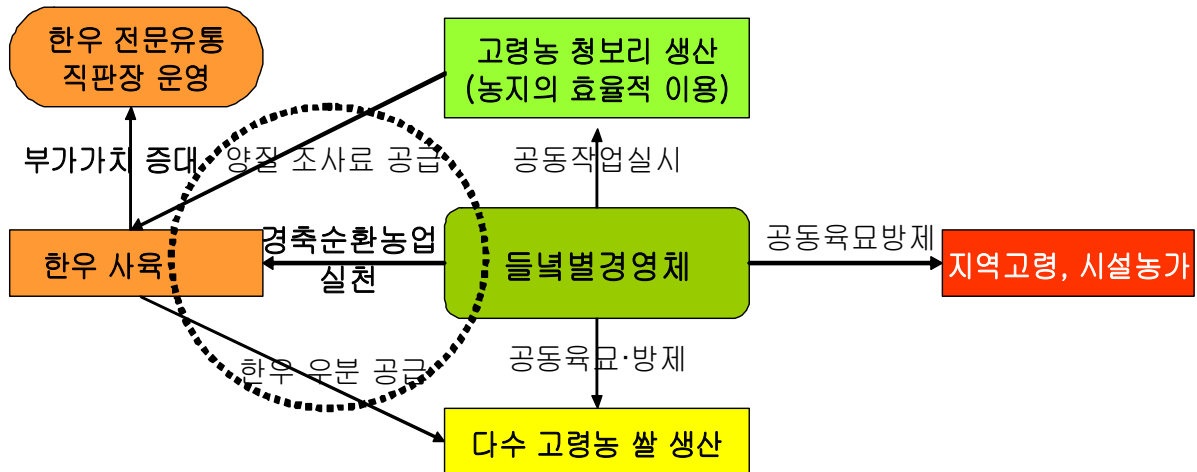 한우 전문유통
직판장 운영
고령농 청보리 생산
(농지의 효율적 이용)
부가가치 증대
양질 조사료 공급
공동작업실시
한우 사육
경축순환농업
실천
들녘별경영체
공동육묘방제
지역고령, 시설농가
한우 우분 공급
공동육묘·방제
다수 고령농 쌀 생산